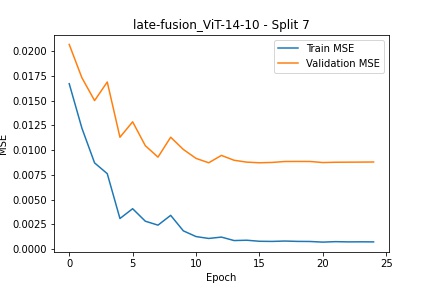 late-fusion_ViT-14-10 - Split 7
Train MSE
Validation MSE
0.0200
0.0175
0.0150
0.0125
0.0100
0.0075
0.0050
0.0025
0.0000
MSE
0 5 10 15 20 25
Epoch